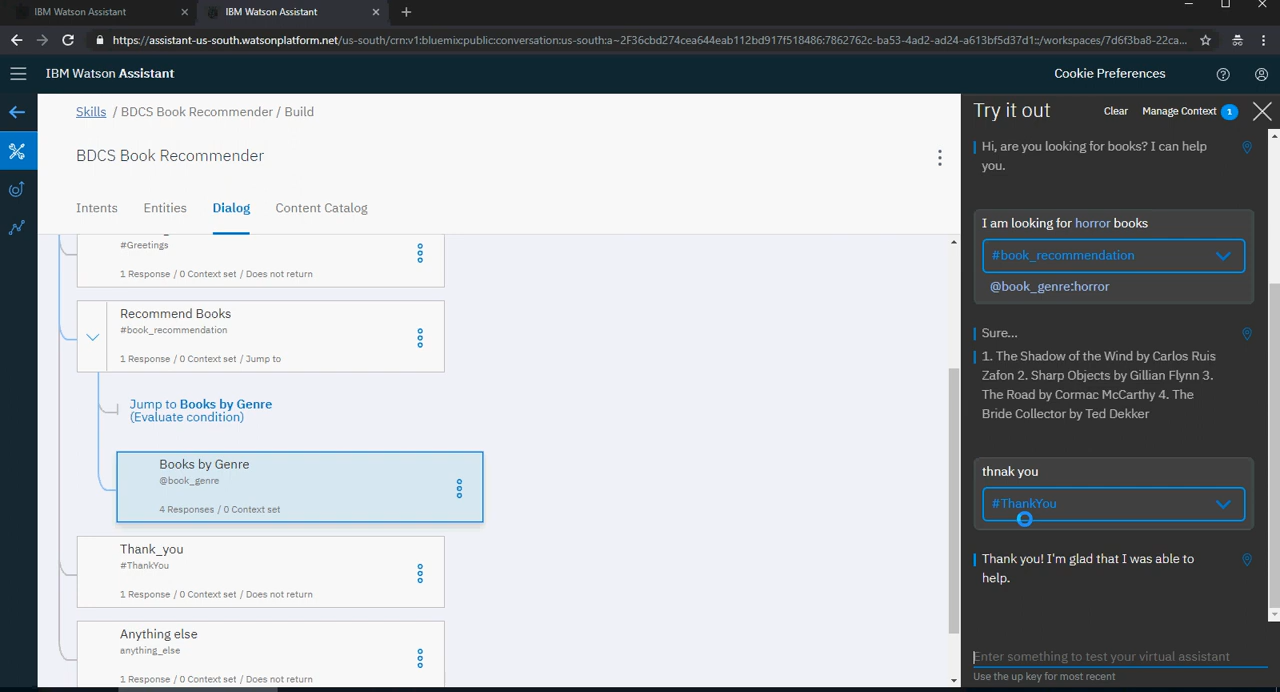 IBM Watson Assistant
IBM Watson Assistant
https://assistant-us-south.watsonplatform.net/us-south/crn:v1:bluemix:public:conversation:us-south:a~2F36cbd274cea644eab112bd917f518486:7862762c-ba53-4ad2-ad24-a613bf5d37d1::/workspaces/7d6f3ba8-22ca...
IBM Watson Assistant
Cookie Preferences
Skills / BDCS Book Recommender / Build
BDCS Book Recommender
Intents Entities Dialog Content Catalog
#Greetings
1 Response / 0 Context set / Does not return
Recommend Books
#book_recommendation
1 Response / 0 Context set / Jump to
Jump to Books by Genre
(Evaluate condition)
Books by Genre
@book_genre
4 Responses / 0 Context set
Thank_you
#ThankYou
1 Response / 0 Context set / Does not return
Anything else
anything_else
1 Response / 0 Context set / Does not return
Try it out
Clear
Manage Context 1
Hi, are you looking for books? I can help
you.
I am looking for horror books
#book_recommendation
@book_genre:horror
Sure...
1. The Shadow of the Wind by Carlos Ruis
Zafon 2. Sharp Objects by Gillian Flynn 3.
The Road by Cormac McCarthy 4. The
Bride Collector by Ted Dekker
thnak you
#ThankYou
Thank you! I'm glad that I was able to
help.
Enter something to test your virtual assistant
Use the up key for most recent